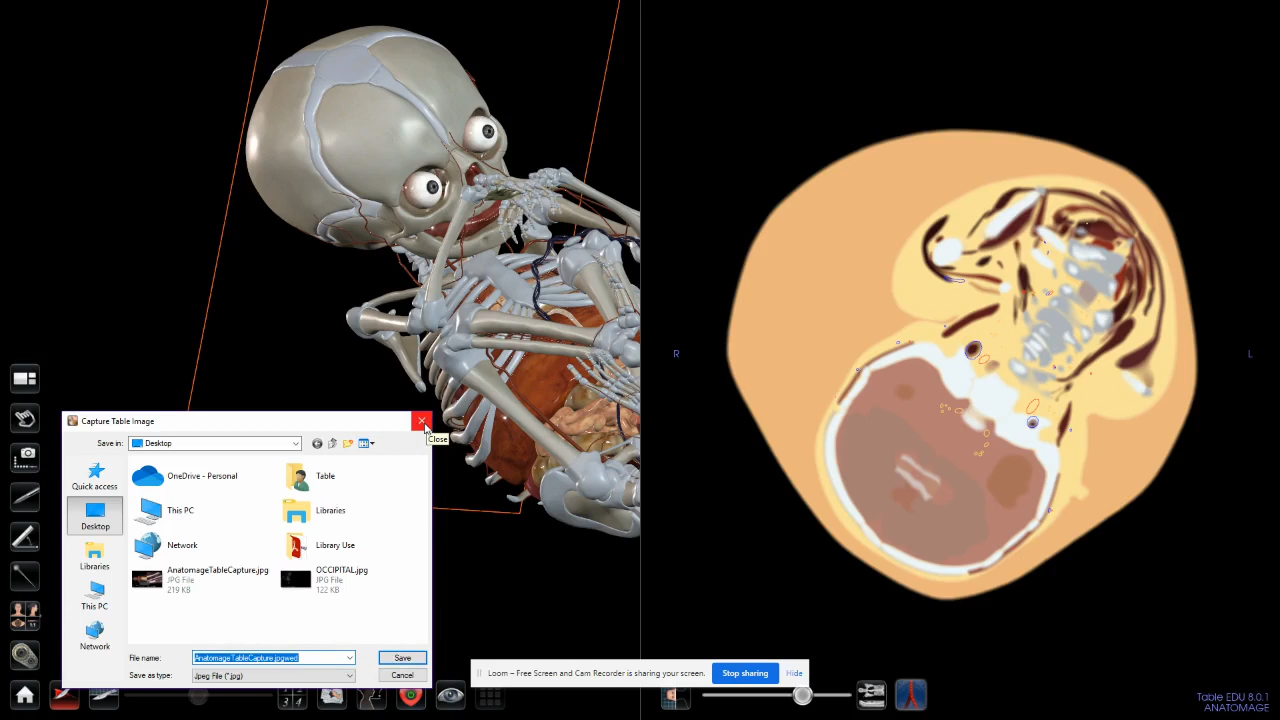 R
L
Capture Table Image
Close
Save in:
Desktop
Quick access
Desktop
Libraries
This PC
Network
OneDrive - Personal
Table
This PC
Libraries
Network
Library Use
AnatomageTableCapture.jpg
JPG File
219 KB
OCCIPITAL.jpg
JPG File
122 KB
File name:
AnatomageTableCapture.jpgwed
Save
Save as type:
Jpeg File (*.jpg)
Cancel
Loom – Free Screen and Cam Recorder is sharing your screen.
Stop sharing
Hide
3 4
Table EDU 8.0.1
ANATOMAGE